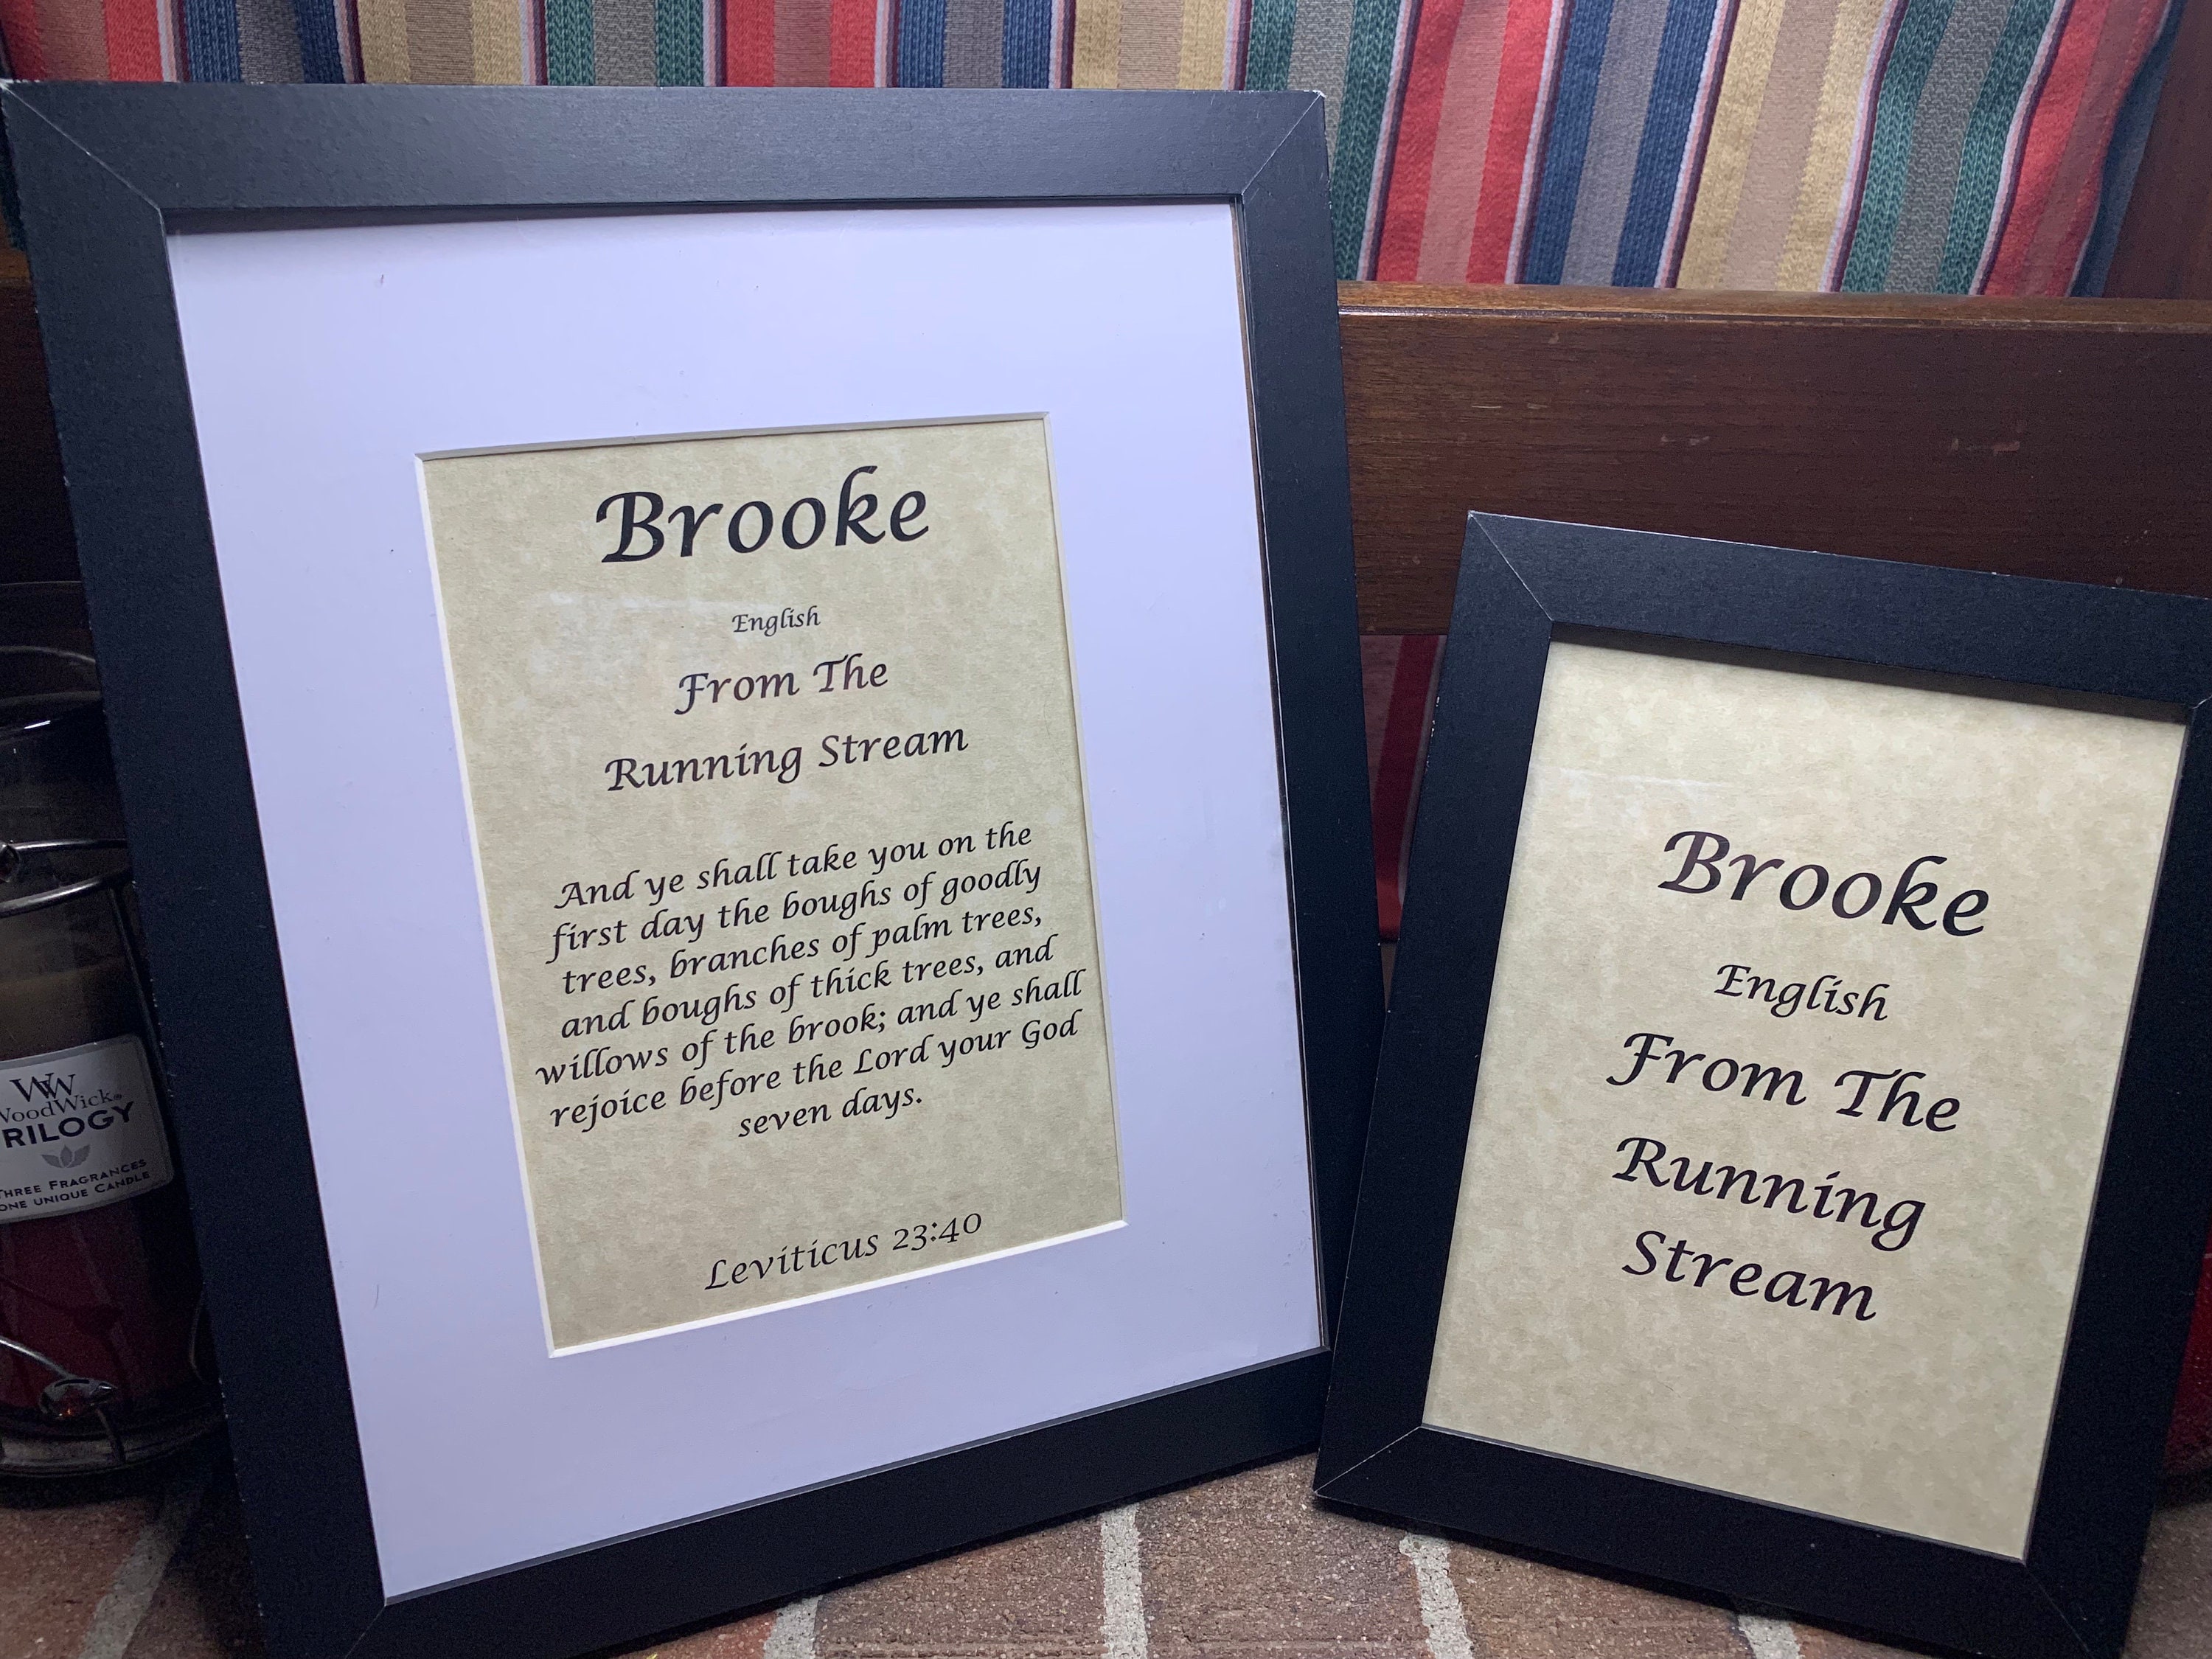 Brooke
English
From The
Running Stream
And ye shall take you on the
first day the boughs of goodly
trees, branches of palm trees,
and boughs of thick trees, and
willows of the brook; and ye shall
rejoice before the Lord your God
seven days.
Leviticus 23:40
Brooke
English
From The
Running
Stream
WW
WoodWick®
TRILOGY
THREE FRAGRANCES
ONE UNIQUE CANDLE